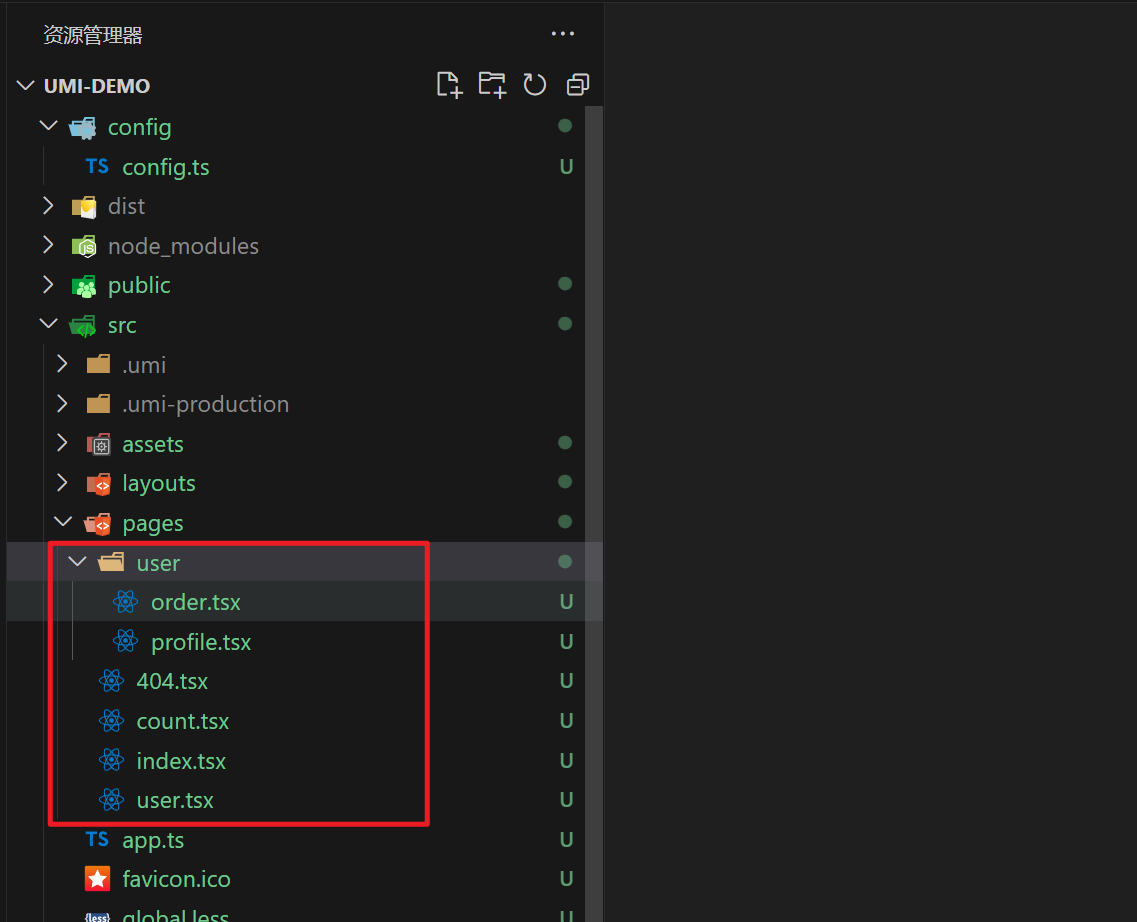 资源管理器
UMI-DEMO
config
TS config.ts U
dist
node_modules
public
src
.umi
.umi-production
assets
layouts
pages
user
order.tsx U
profile.tsx U
404.tsx U
count.tsx U
index.tsx U
user.tsx U
TS app.ts U
favicon.ico U
{less} global.less U